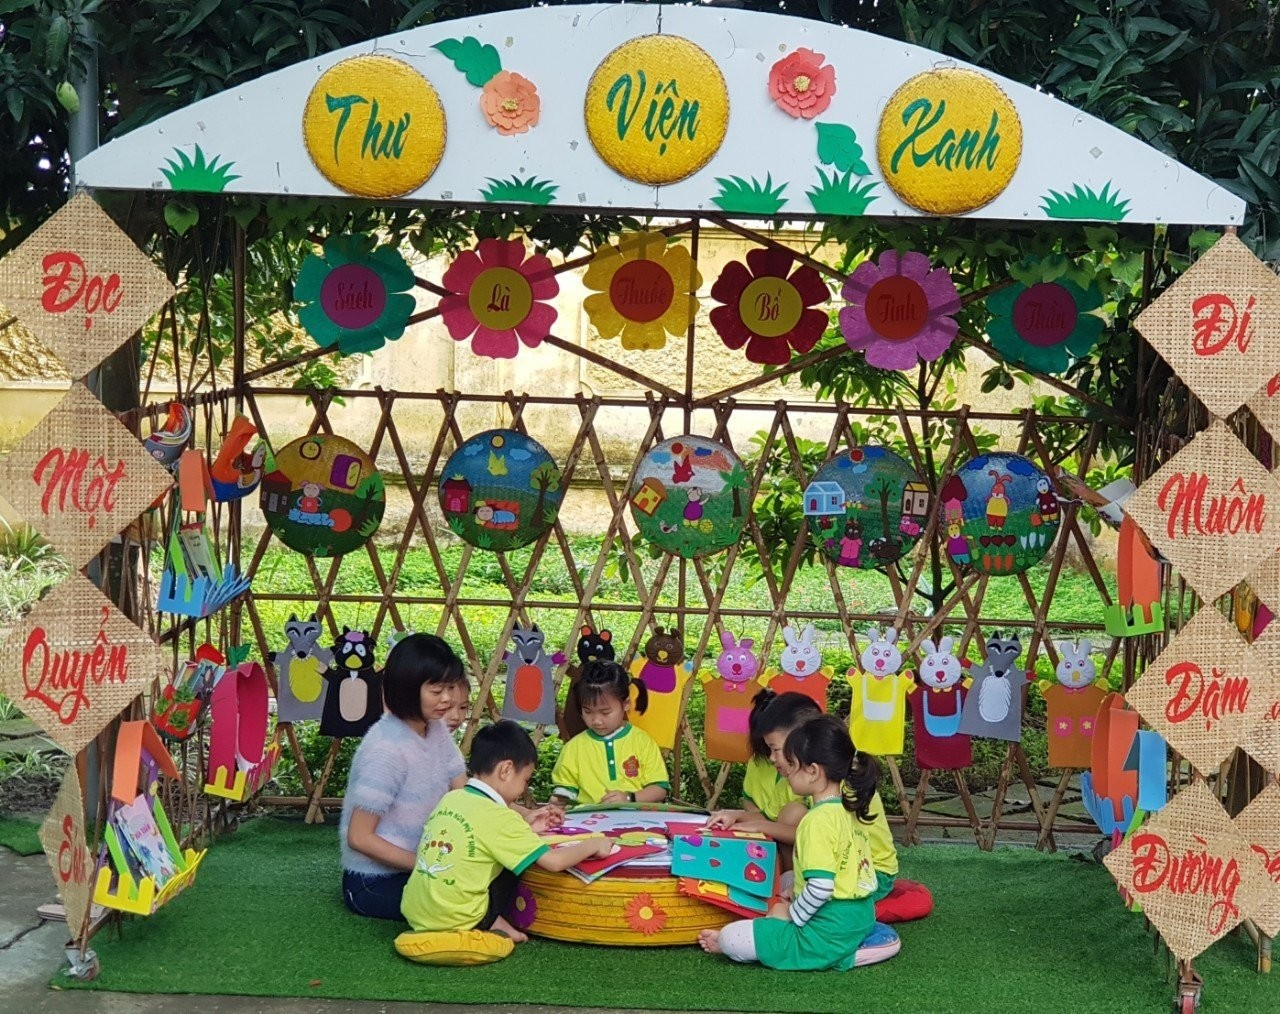 Thư Viện Xanh
Sách Là Thuốc Bổ Tinh Thần
Đọc
Một
Quyển
Đi
Muôn
Dặm
Đường